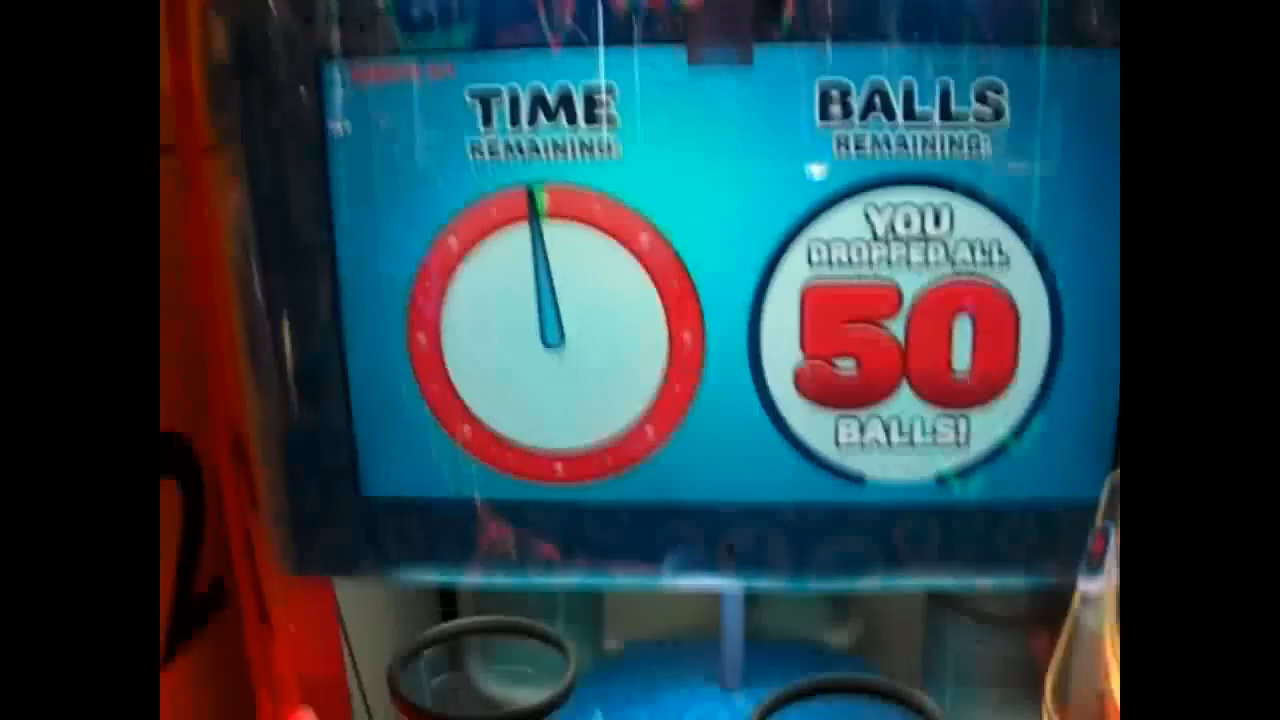 TIME
REMAINING:
BALLS
REMAINING:
YOU
DROPPED ALL
50
BALLS!